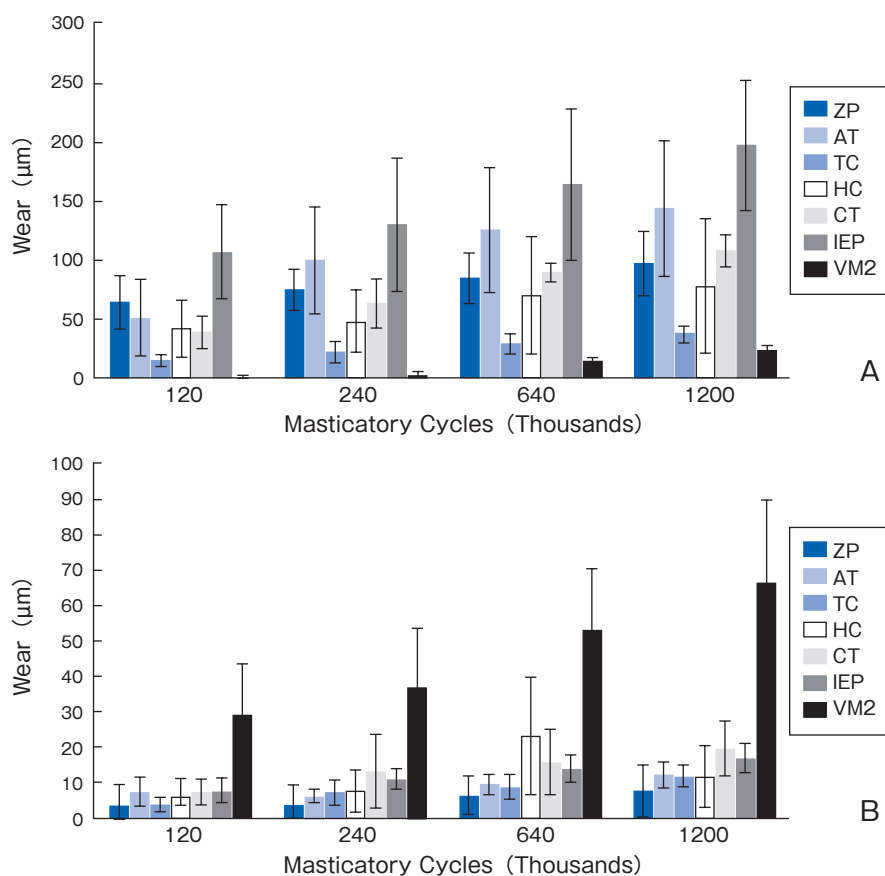 300
250
200
150
100
50
0
Wear (μm)
120
240
640
1200
Masticatory Cycles (Thousands)
ZP
AT
TC
HC
CT
IEP
VM2
A
100
90
80
70
60
50
40
30
20
10
0
Wear (μm)
120
240
640
1200
Masticatory Cycles (Thousands)
ZP
AT
TC
HC
CT
IEP
VM2
B